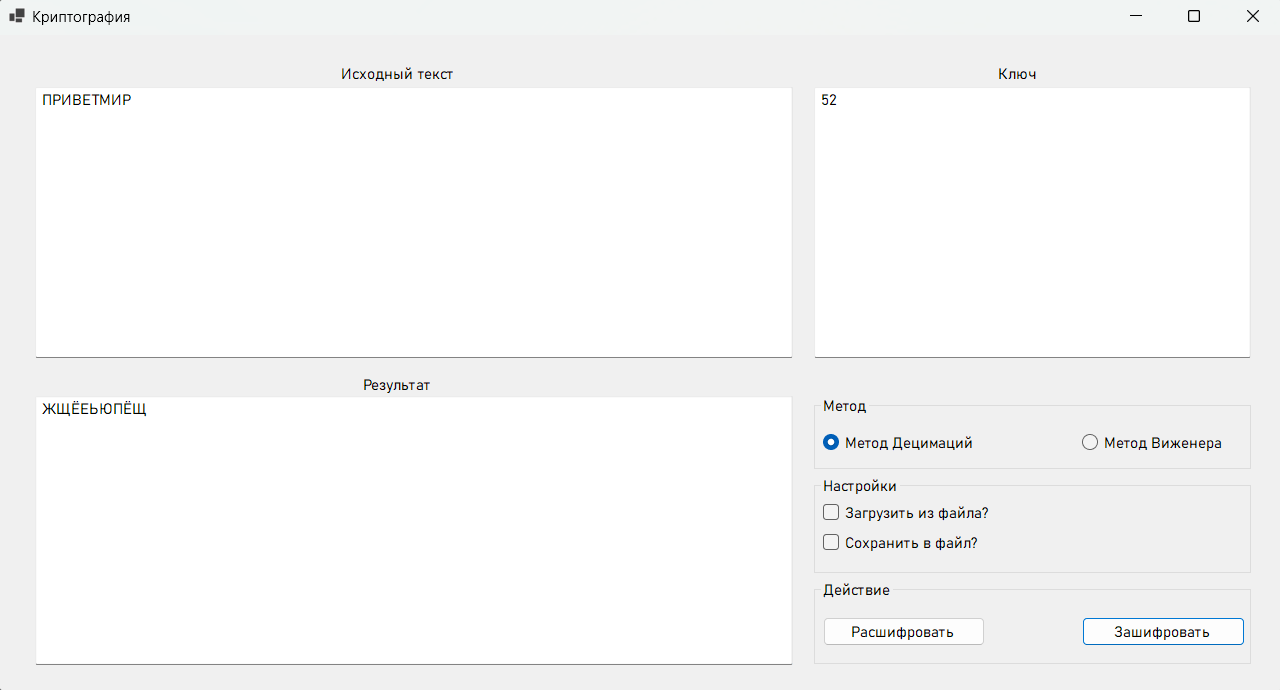 Криптография
Исходный текст
Ключ
ПРИВЕТМИР
52
Результат
ЖЩЁЕЬЮПЁЩ
Метод
Метод Децимаций
Метод Виженера
Настройки
Загрузить из файла?
Сохранить в файл?
Действие
Расшифровать
Зашифровать